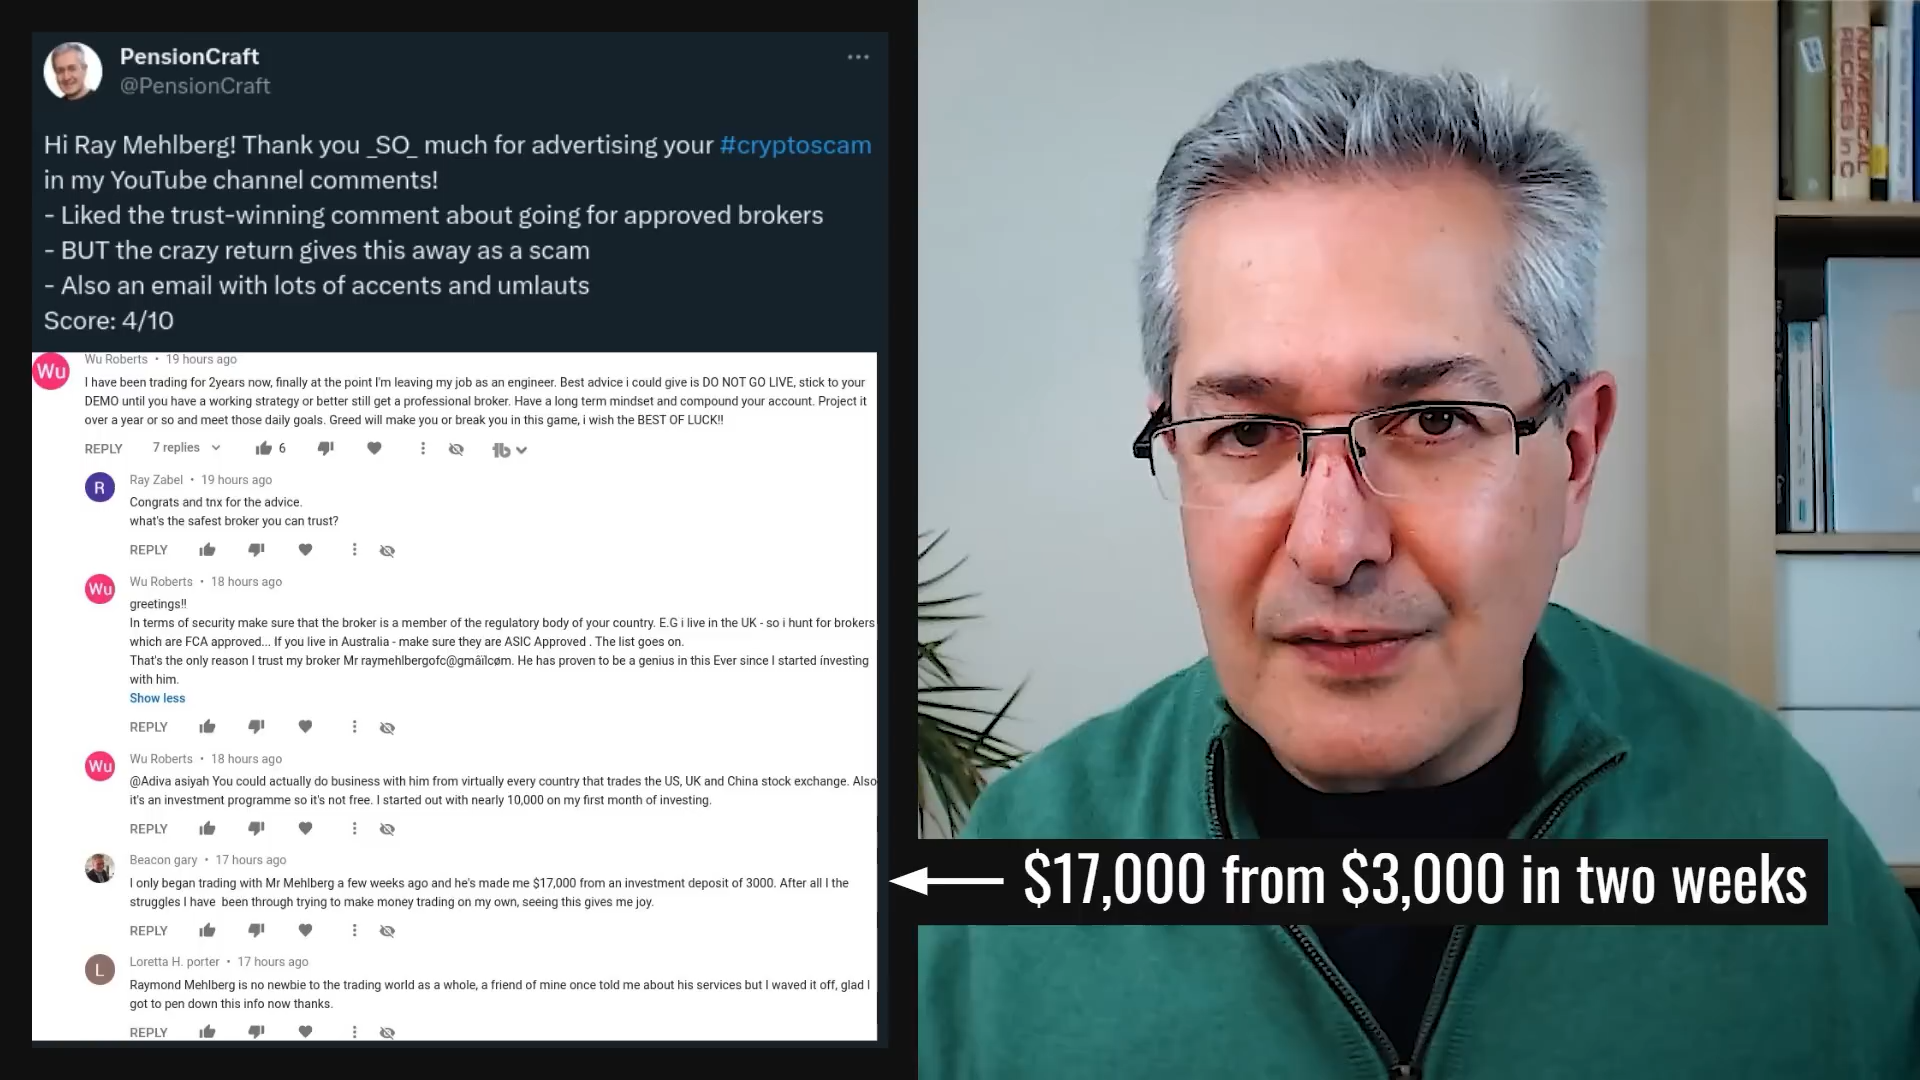 PensionCraft
@PensionCraft
Hi Ray Mehlberg! Thank you _SO_ much for advertising your #cryptoscam
in my YouTube channel comments!
- Liked the trust-winning comment about going for approved brokers
- BUT the crazy return gives this away as a scam
- Also an email with lots of accents and umlauts
Score: 4/10
Wu
Wu Roberts • 19 hours ago
I have been trading for 2years now, finally at the point I'm leaving my job as an engineer. Best advice i could give is DO NOT GO LIVE, stick to your
DEMO until you have a working strategy or better still get a professional broker. Have a long term mindset and compound your account. Project it
over a year or so and meet those daily goals. Greed will make you or break you in this game, i wish the BEST OF LUCK!!
REPLY 7 replies 6
R
Ray Zabel • 19 hours ago
Congrats and tnx for the advice.
what's the safest broker you can trust?
REPLY
Wu
Wu Roberts • 18 hours ago
greetings!!
In terms of security make sure that the broker is a member of the regulatory body of your country. E.G i live in the UK - so i hunt for brokers
which are FCA approved... If you live in Australia - make sure they are ASIC Approved . The list goes on.
That's the only reason I trust my broker Mr raymehlbergofc@gmâïlcøm. He has proven to be a genius in this Ever since I started ínvestìng
with him.
Show less
REPLY
Wu
Wu Roberts • 18 hours ago
@Adiva asiyah You could actually do business with him from virtually every country that trades the US, UK and China stock exchange. Also
it's an investment programme so it's not free. I started out with nearly 10,000 on my first month of investing.
REPLY
Beacon gary • 17 hours ago
I only began trading with Mr Mehlberg a few weeks ago and he's made me $17,000 from an investment deposit of 3000. After all I the
struggles I have been through trying to make money trading on my own, seeing this gives me joy.
REPLY
L
Loretta H. porter • 17 hours ago
Raymond Mehlberg is no newbie to the trading world as a whole, a friend of mine once told me about his services but I waved it off, glad I
got to pen down this info now thanks.
REPLY
$17,000 from $3,000 in two weeks
NUMERICAL
RECIPES in C